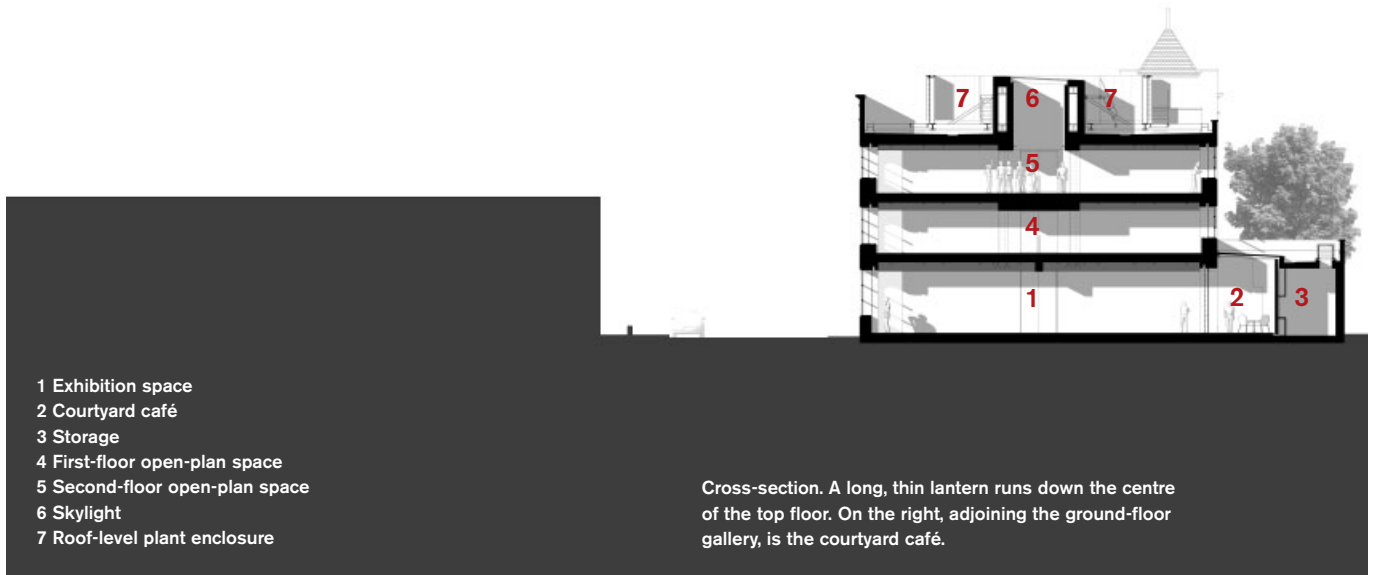 7
6
7
5
4
1
2
3
1 Exhibition space
2 Courtyard café
3 Storage
4 First-floor open-plan space
5 Second-floor open-plan space
6 Skylight
7 Roof-level plant enclosure
Cross-section. A long, thin lantern runs down the centre
of the top floor. On the right, adjoining the ground-floor
gallery, is the courtyard café.